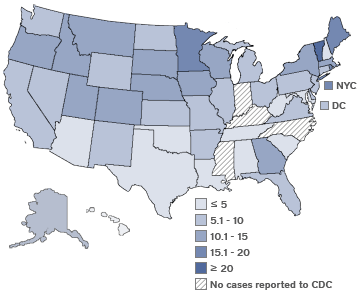 NYC
DC
≤ 5
5.1 - 10
10.1 - 15
15.1 - 20
≥ 20
No cases reported to CDC